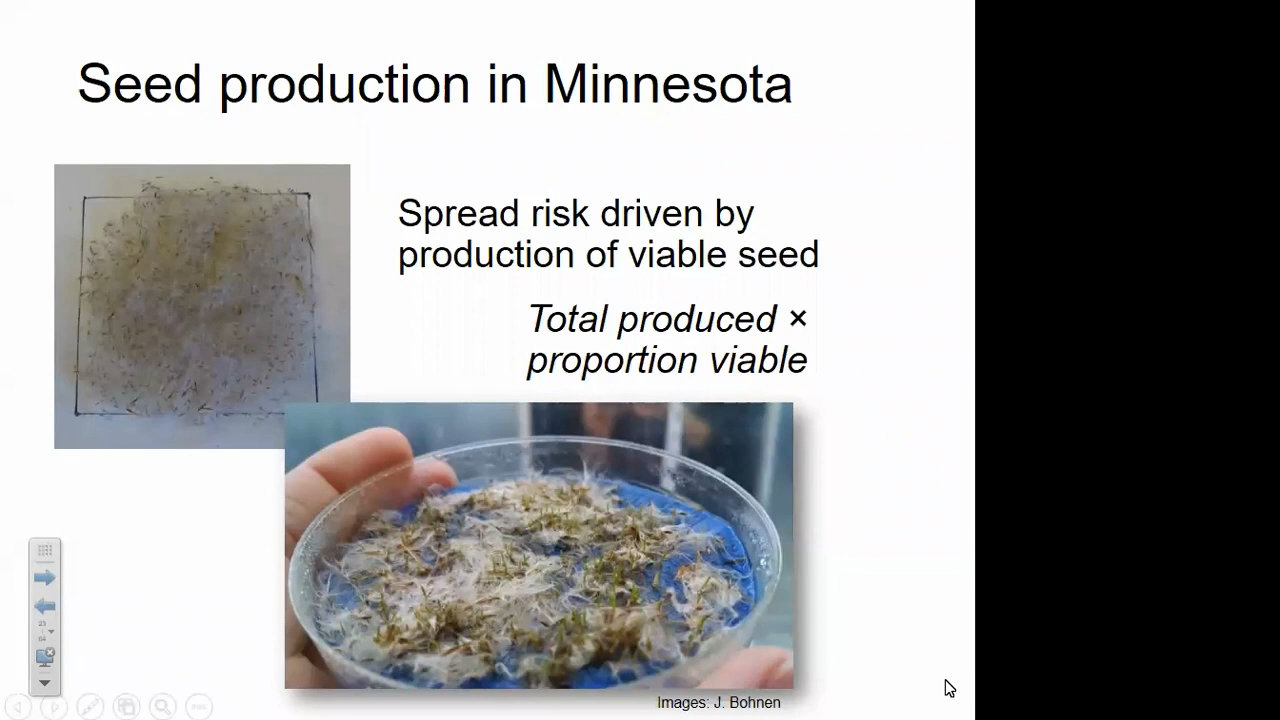 Seed production in Minnesota
Spread risk driven by
production of viable seed
Total produced ×
proportion viable
Images: J. Bohnen